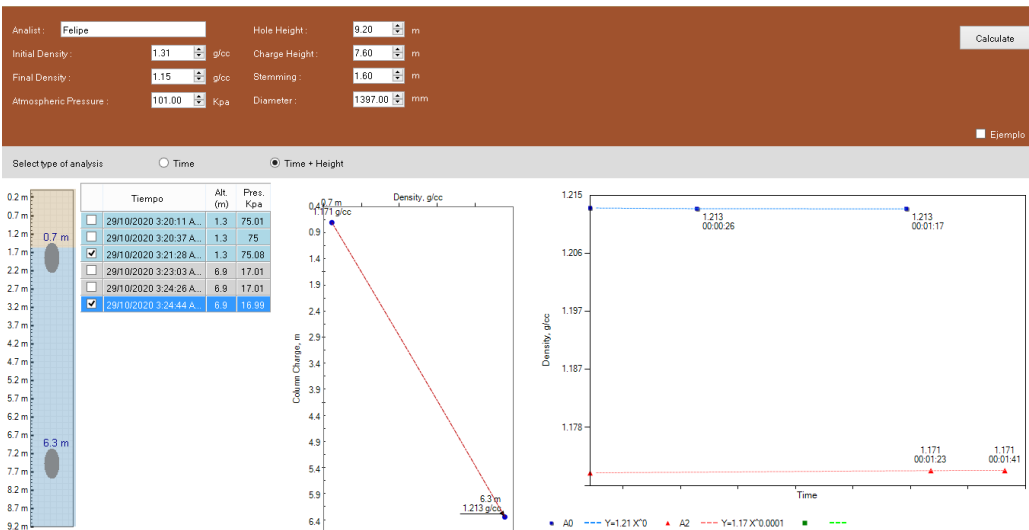 Analist : Felipe Hole Height : 9.20 m
Calculate
Initial Density : 1.31 g/cc Charge Height : 7.60 m
Final Density : 1.15 g/cc Stemming : 1.60 m
Atmospheric Pressure : 101.00 Kpa Diameter : 1397.00 mm
Ejemplo
Select type of analysis Time Time + Height
0.2 m
0.7 m
1.2 m
1.7 m
2.2 m
2.7 m
3.2 m
3.7 m
4.2 m
4.7 m
5.2 m
5.7 m
6.2 m
6.7 m
7.2 m
7.7 m
8.2 m
8.7 m
9.2 m
0.7 m
6.3 m
Tiempo Alt. (m) Pres. Kpa
29/10/2020 3:20:11 A... 1.3 75.01
29/10/2020 3:20:37 A... 1.3 75
29/10/2020 3:21:28 A... 1.3 75.08
29/10/2020 3:23:03 A... 6.9 17.01
29/10/2020 3:24:26 A... 6.9 17.01
29/10/2020 3:24:44 A... 6.9 16.99
Density, g/cc
0.7 m
1.171 g/cc
0.4
0.9
1.4
1.9
2.4
2.9
3.4
3.9
4.4
4.9
5.4
5.9
6.4
Column Charge, m
6.3 m
1.213 g/cc
1.215
1.206
1.197
1.187
1.178
Density, g/cc
1.213
00:00:26
1.213
00:01:17
1.171
00:01:23
1.171
00:01:41
Time
A0 Y=1.21 X^0 A2 Y=1.17 X^0.0001